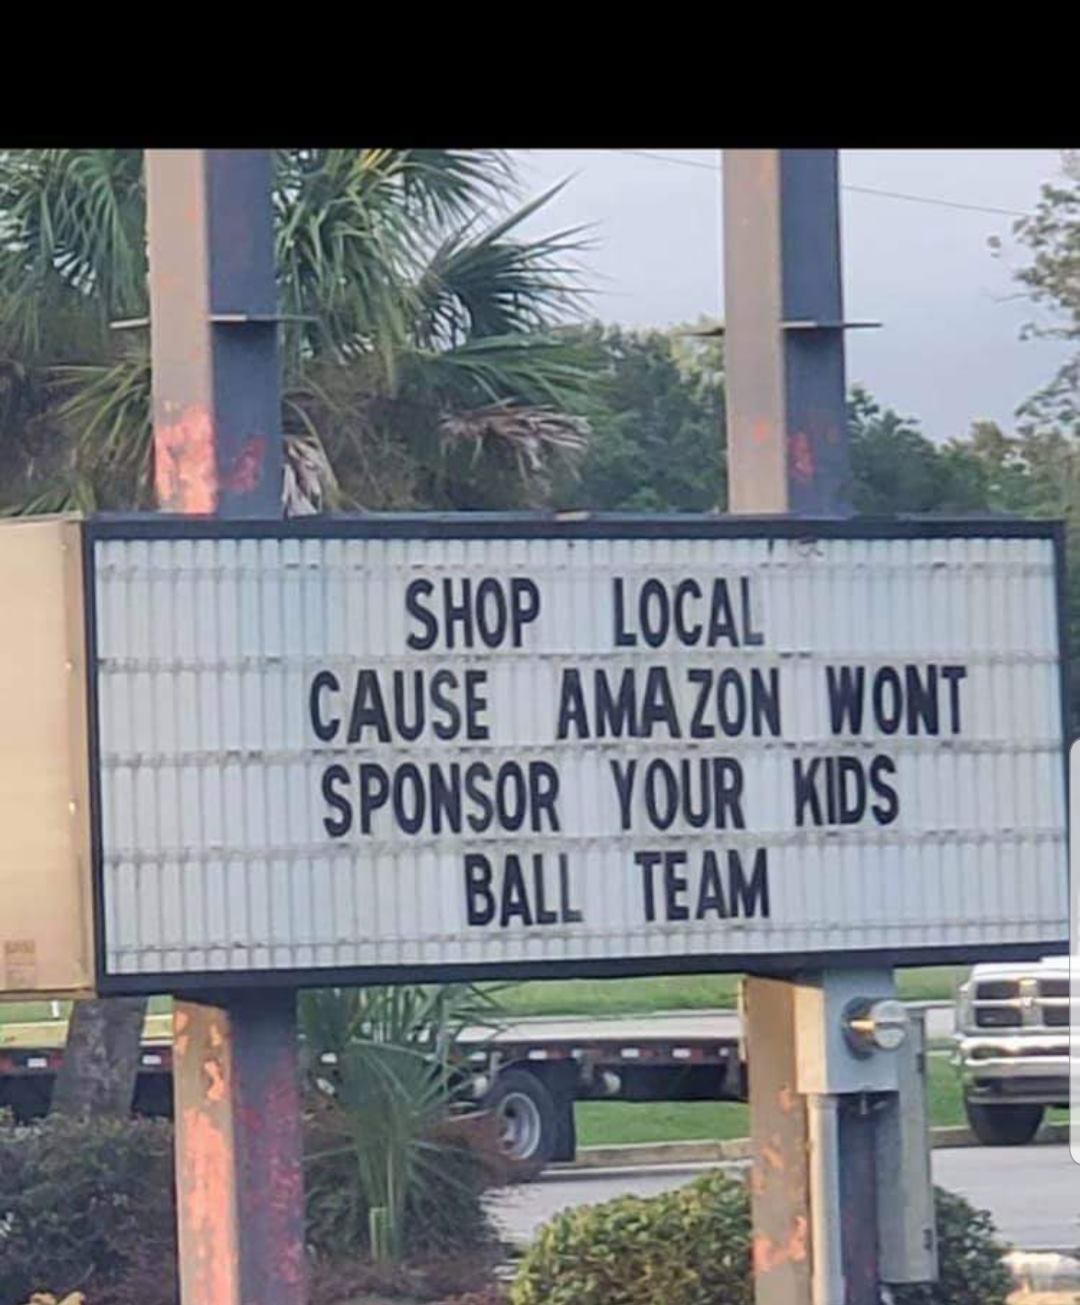 SHOP LOCAL
CAUSE AMAZON WONT
SPONSOR YOUR KIDS
BALL TEAM